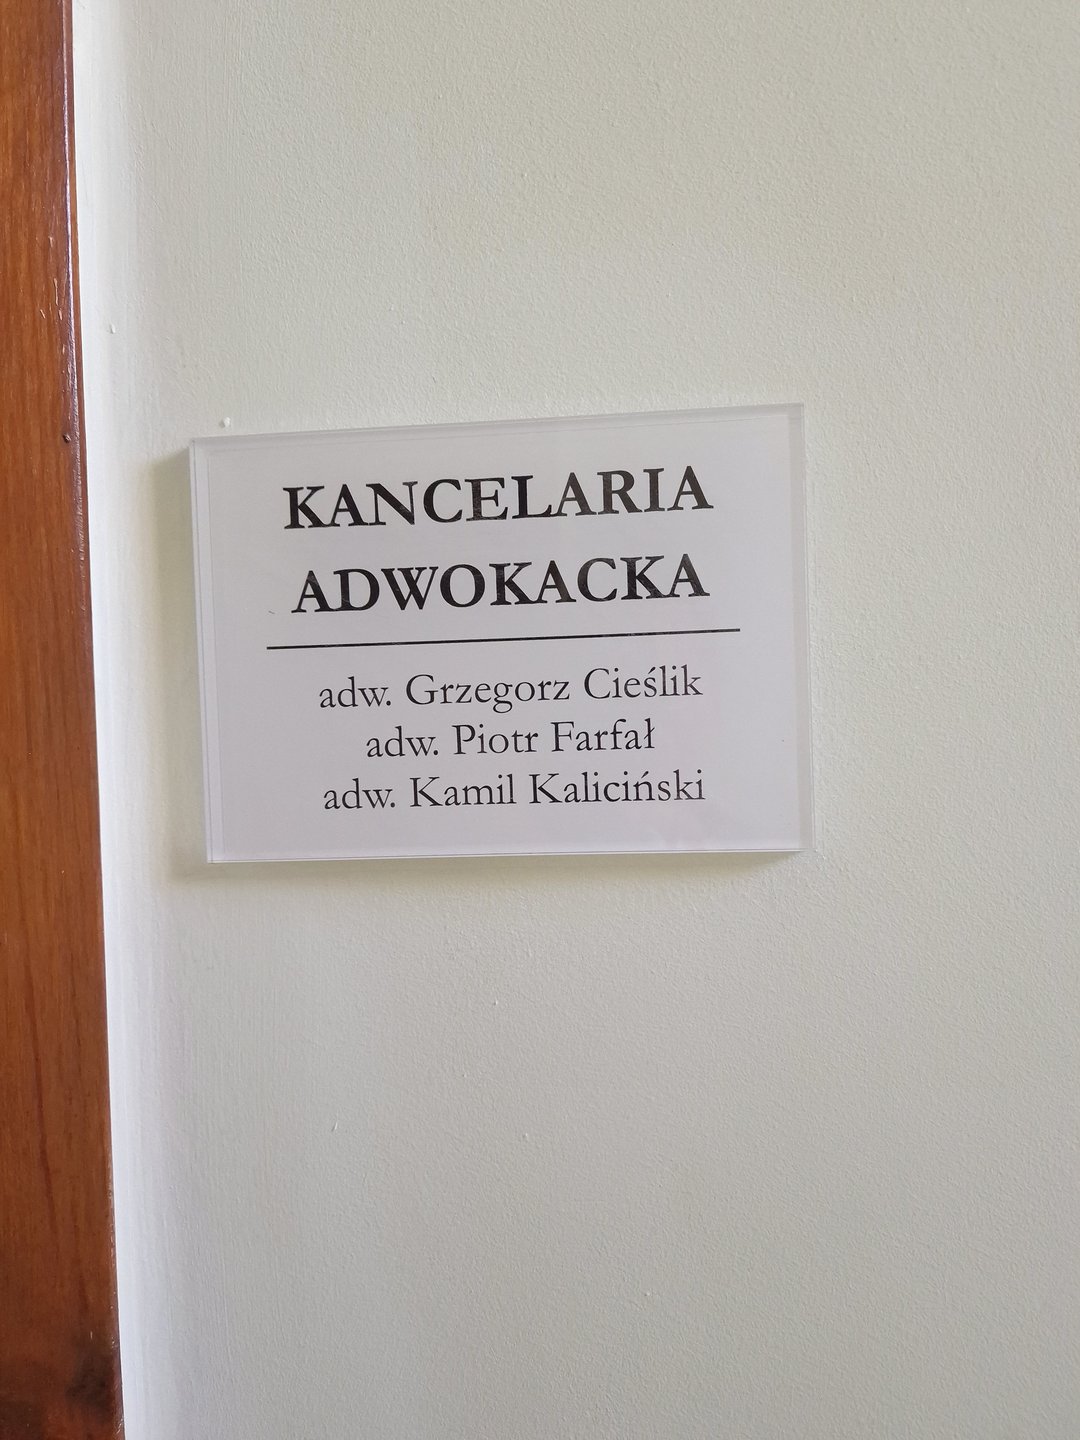 KANCELARIA
ADWOKACKA
adw. Grzegorz Cieślik
adw. Piotr Farfał
adw. Kamil Kaliciński